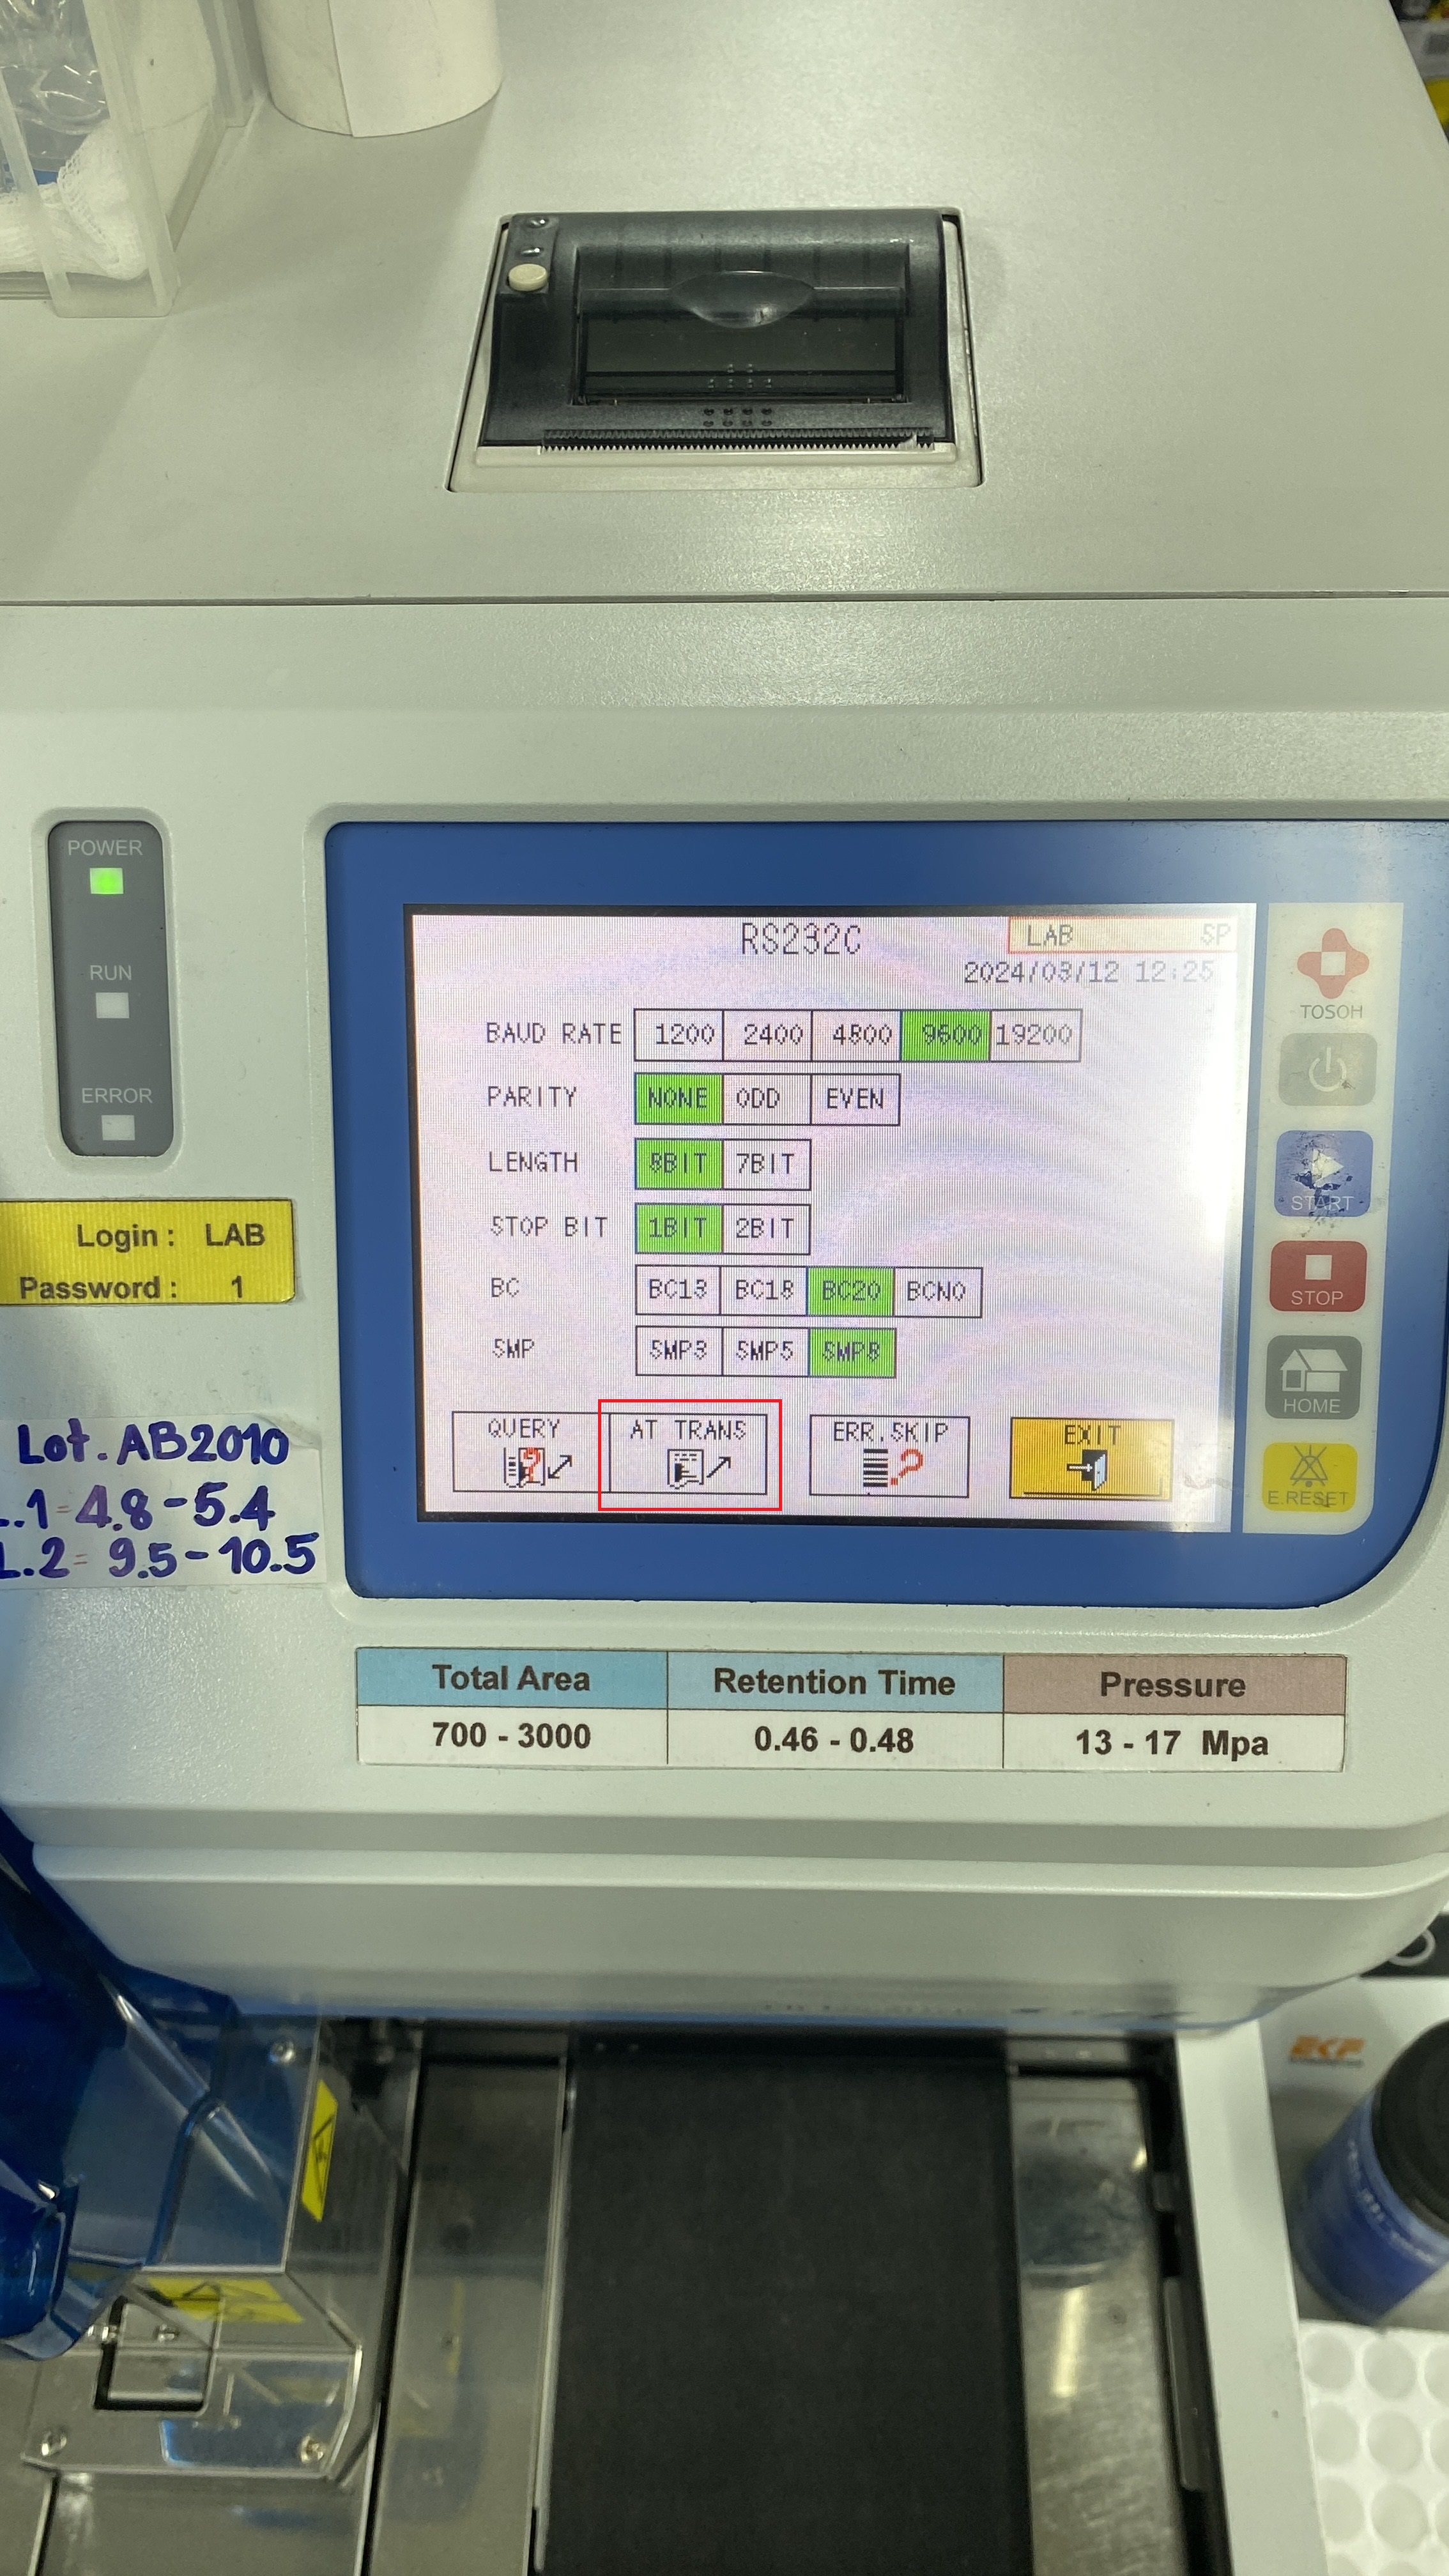 POWER
RUN
ERROR
Login : LAB
Password : 1
Lot. AB2010
L.1 = 4.8 - 5.4
L.2 = 9.5 - 10.5
RS232C
LAB SP
2024/03/12 12:25
BAUD RATE 1200 2400 4800 9600 19200
PARITY NONE ODD EVEN
LENGTH 8BIT 7BIT
STOP BIT 1BIT 2BIT
BC BC13 BC18 BC20 BCNO
SMP SMP3 SMP5 SMP8
QUERY AT TRANS ERR.SKIP EXIT
TOSOH
START
STOP
HOME
E.RESET
Total Area Retention Time Pressure
700 - 3000 0.46 - 0.48 13 - 17 Mpa
EKF